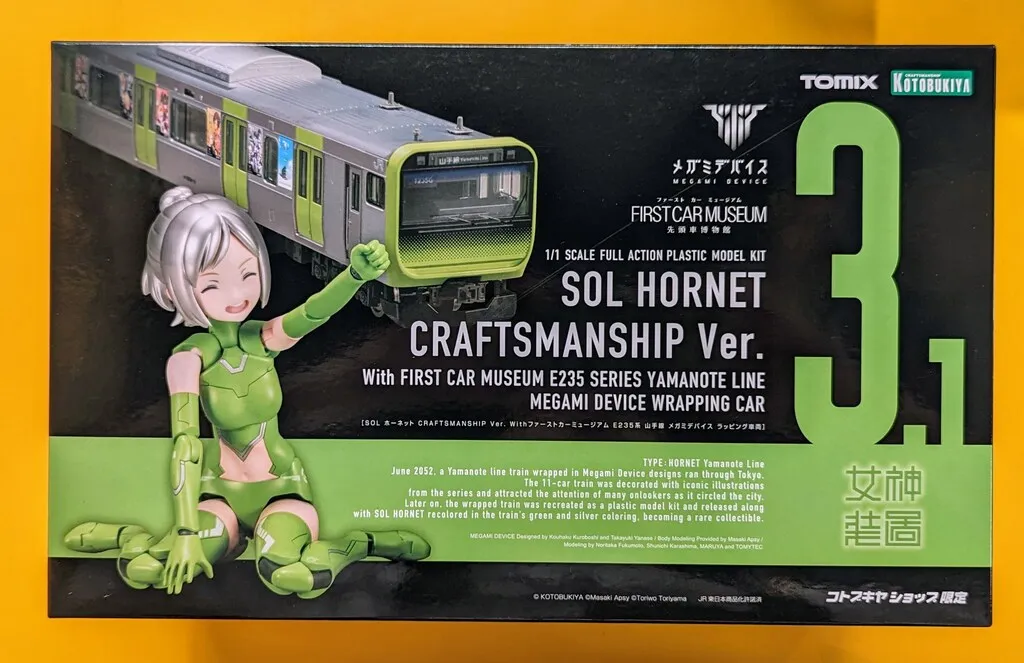 TOMIX
CRAFTSMANSHIP
KOTOBUKIYA
山手線
メガミデバイス
MEGAMI DEVICE
ファースト カー ミュージアム
FIRST CAR MUSEUM
先頭車博物館
3.1
1/1 SCALE FULL ACTION PLASTIC MODEL KIT
SOL HORNET
CRAFTSMANSHIP Ver.
With FIRST CAR MUSEUM E235 SERIES YAMANOTE LINE
MEGAMI DEVICE WRAPPING CAR
[SOL ホーネット CRAFTSMANSHIP Ver. Withファーストカーミュージアム E235系 山手線 メガミデバイス ラッピング車両]
TYPE: HORNET Yamanote Line
June 2052, a Yamanote line train wrapped in Megami Device designs ran through Tokyo.
The 11-car train was decorated with iconic illustrations
from the series and attracted the attention of many onlookers as it circled the city.
Later on, the wrapped train was recreated as a plastic model kit and released along
with SOL HORNET recolored in the train's green and silver coloring, becoming a rare collectible.
女神
MEGAMI DEVICE Designed by Kouhaku Kuroboshi and Takayuki Yanase / Body Modeling Provided by Masaki Apsy /
Modeling by Noritaka Fukumoto, Shunichi Karashima, MARUYA and TOMYTEC
© KOTOBUKIYA ©Masaki Apsy ©Toriwo Toriyama
JR東日本商品化許諾済
コトブキヤショップ限定